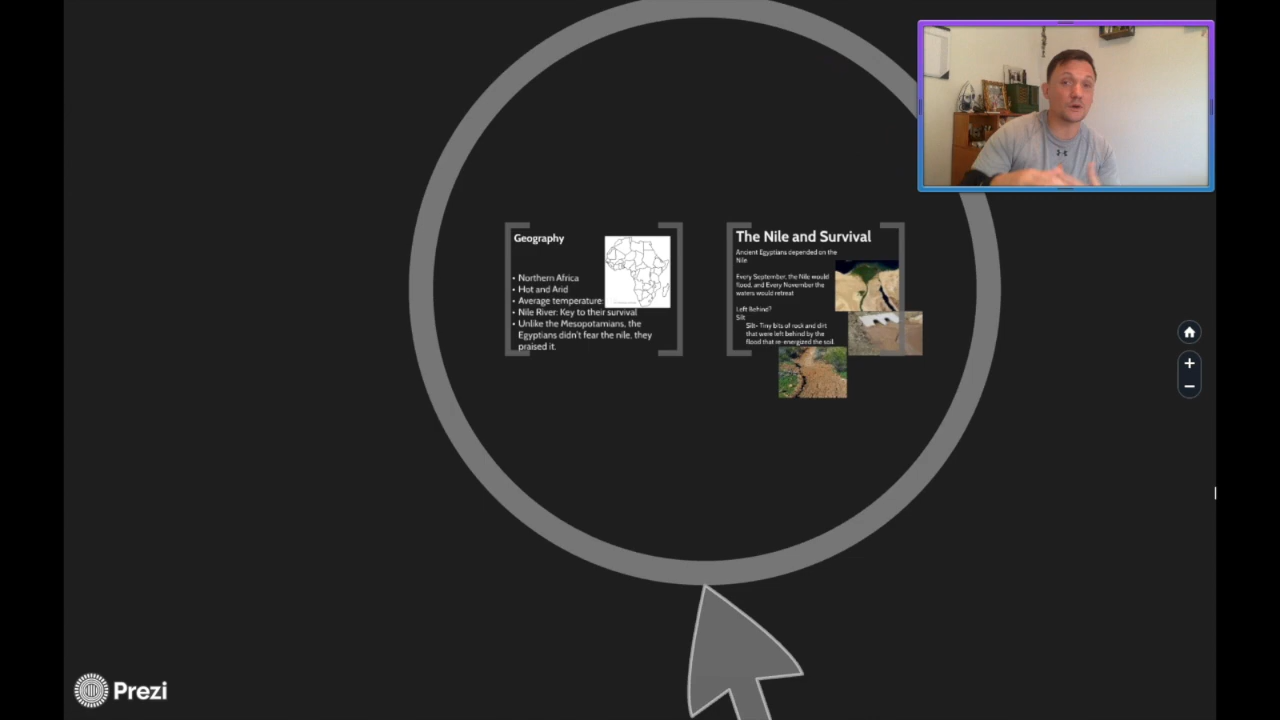 Geography
• Northern Africa
• Hot and Arid
• Average temperature:
• Nile River: Key to their survival
• Unlike the Mesopotamians, the
Egyptians didn't fear the nile, they
praised it.
The Nile and Survival
Ancient Egyptians depended on the
Nile
Every September, the Nile would
flood, and Every November the
waters would retreat
Left Behind?
Silt
Silt- Tiny bits of rock and dirt
that were left behind by the
flood that re-energized the soil.
Prezi